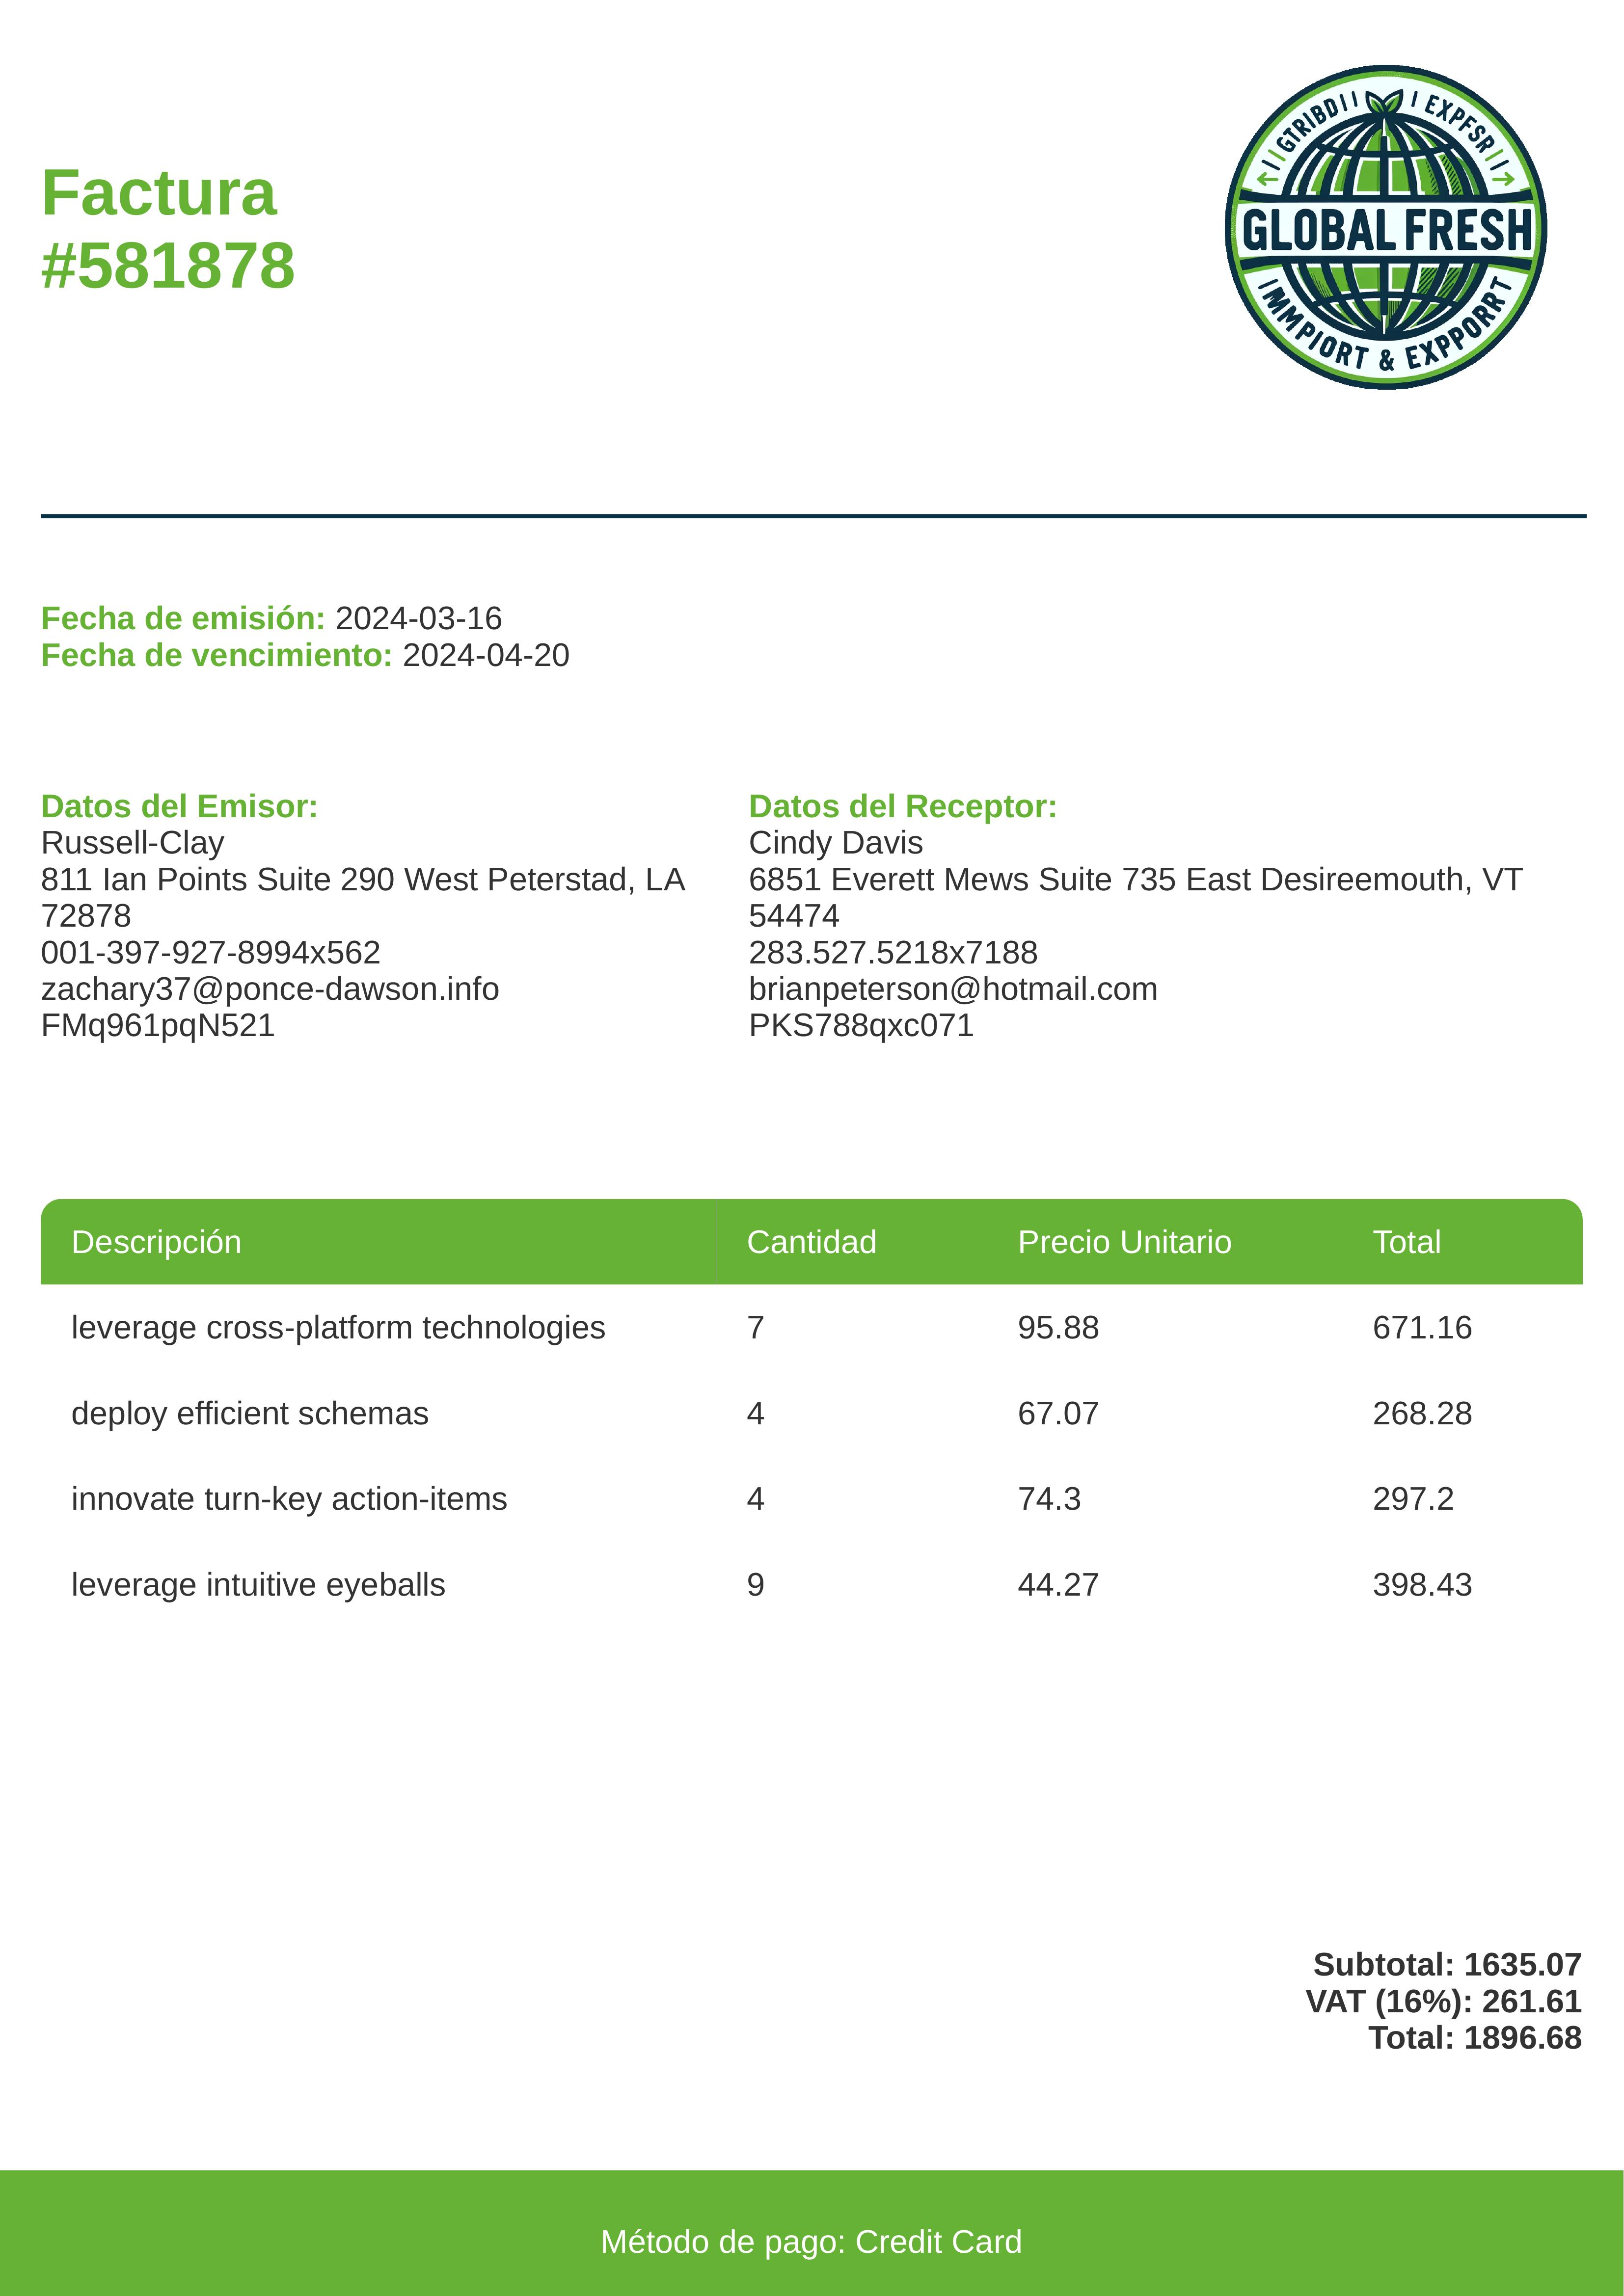 Factura
#581878
GTRIBDII EXPFSR
GLOBAL FRESH
IMMPIORT & EXPPORRT
Fecha de emisión: 2024-03-16
Fecha de vencimiento: 2024-04-20
Datos del Emisor:
Russell-Clay
811 Ian Points Suite 290 West Peterstad, LA
72878
001-397-927-8994x562
zachary37@ponce-dawson.info
FMq961pqN521
Datos del Receptor:
Cindy Davis
6851 Everett Mews Suite 735 East Desireemouth, VT
54474
283.527.5218x7188
brianpeterson@hotmail.com
PKS788qxc071
Descripción Cantidad Precio Unitario Total
leverage cross-platform technologies 7 95.88 671.16
deploy efficient schemas 4 67.07 268.28
innovate turn-key action-items 4 74.3 297.2
leverage intuitive eyeballs 9 44.27 398.43
Subtotal: 1635.07
VAT (16%): 261.61
Total: 1896.68
Método de pago: Credit Card